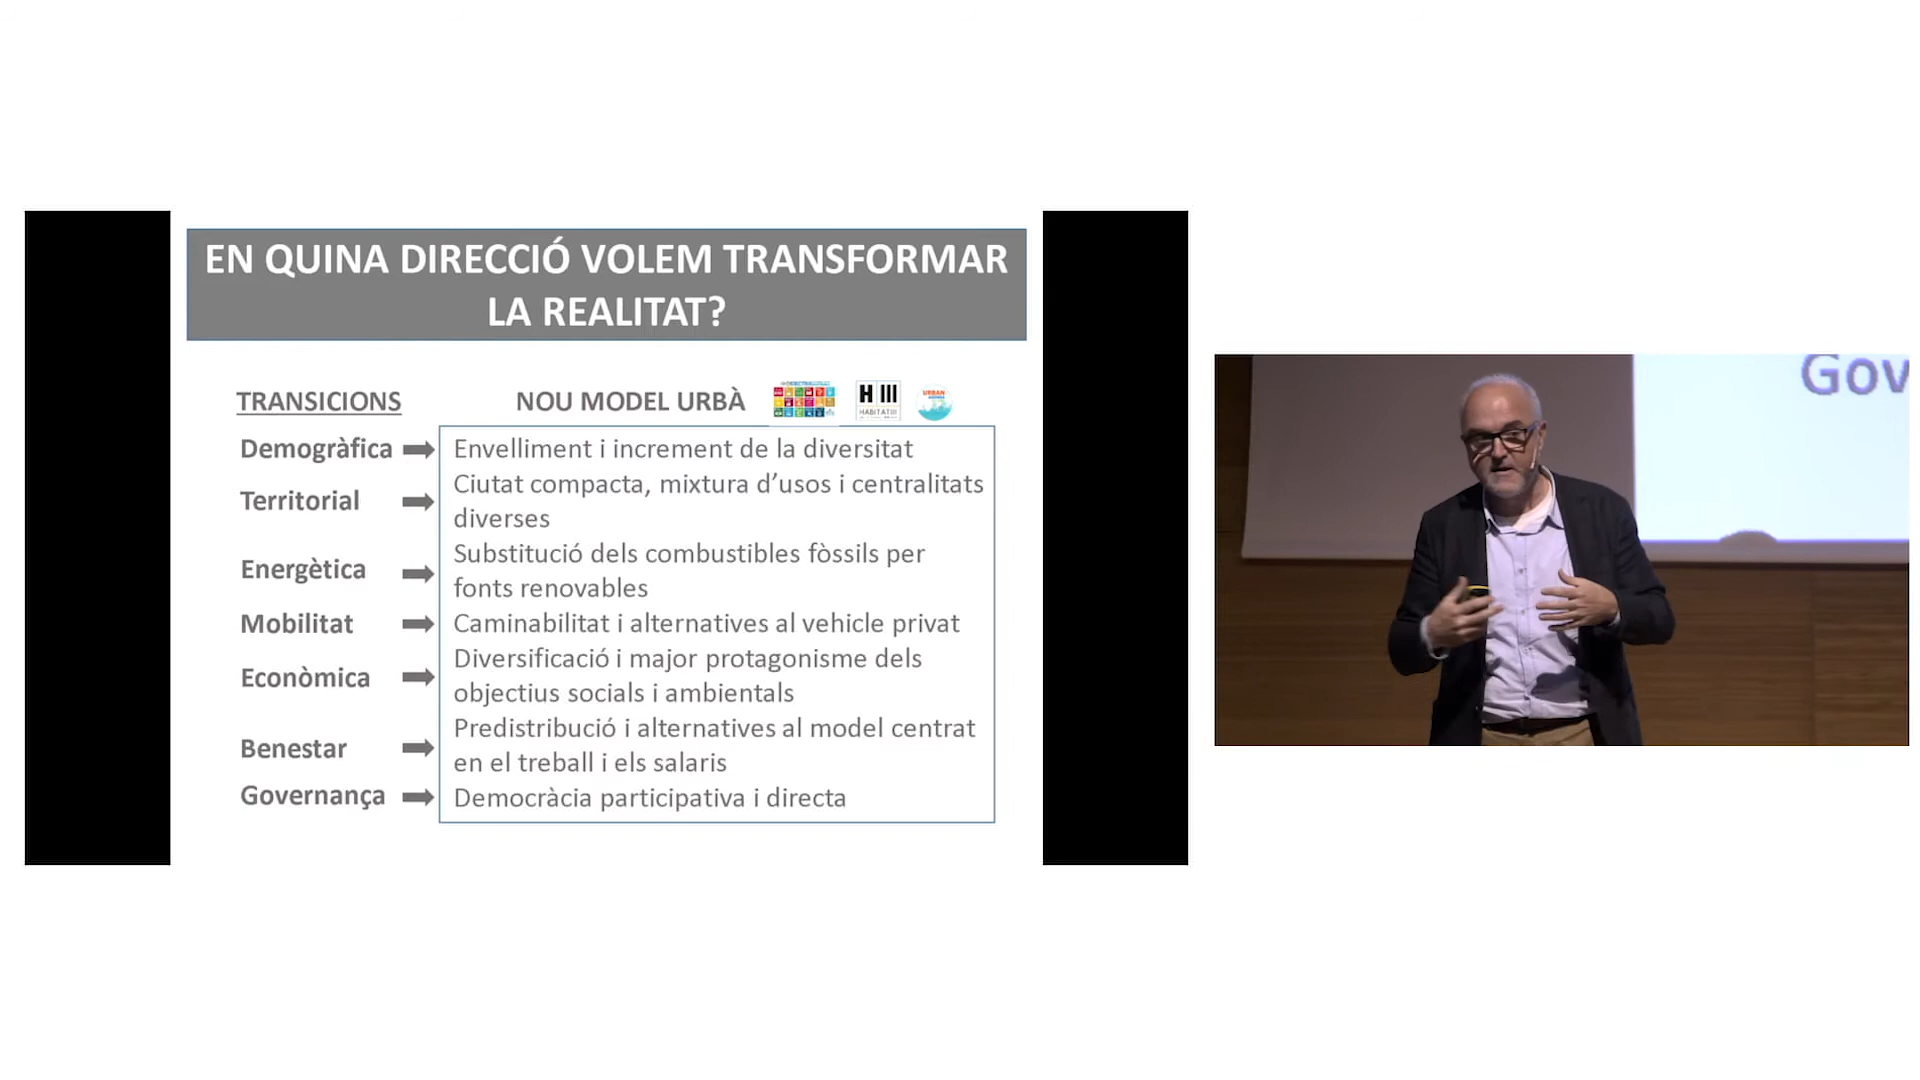 EN QUINA DIRECCIÓ VOLEM TRANSFORMAR
LA REALITAT?
TRANSICIONS
NOU MODEL URBÀ
H III
HABITAT III
URBAN
Demogràfica
Envelliment i increment de la diversitat
Territorial
Ciutat compacta, mixtura d’usos i centralitats
diverses
Energètica
Substitució dels combustibles fòssils per
fonts renovables
Mobilitat
Caminabilitat i alternatives al vehicle privat
Econòmica
Diversificació i major protagonisme dels
objectius socials i ambientals
Benestar
Predistribució i alternatives al model centrat
en el treball i els salaris
Governança
Democràcia participativa i directa
Gov